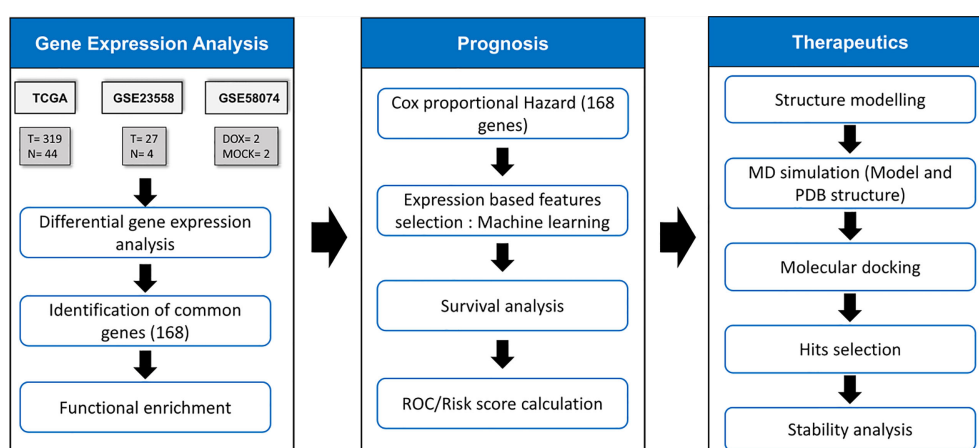 Gene Expression Analysis
TCGA
GSE23558
GSE58074
T= 319
N= 44
T= 27
N= 4
DOX= 2
MOCK= 2
Differential gene expression
analysis
Identification of common
genes (168)
Functional enrichment
Prognosis
Cox proportional Hazard (168
genes)
Expression based features
selection : Machine learning
Survival analysis
ROC/Risk score calculation
Therapeutics
Structure modelling
MD simulation (Model and
PDB structure)
Molecular docking
Hits selection
Stability analysis